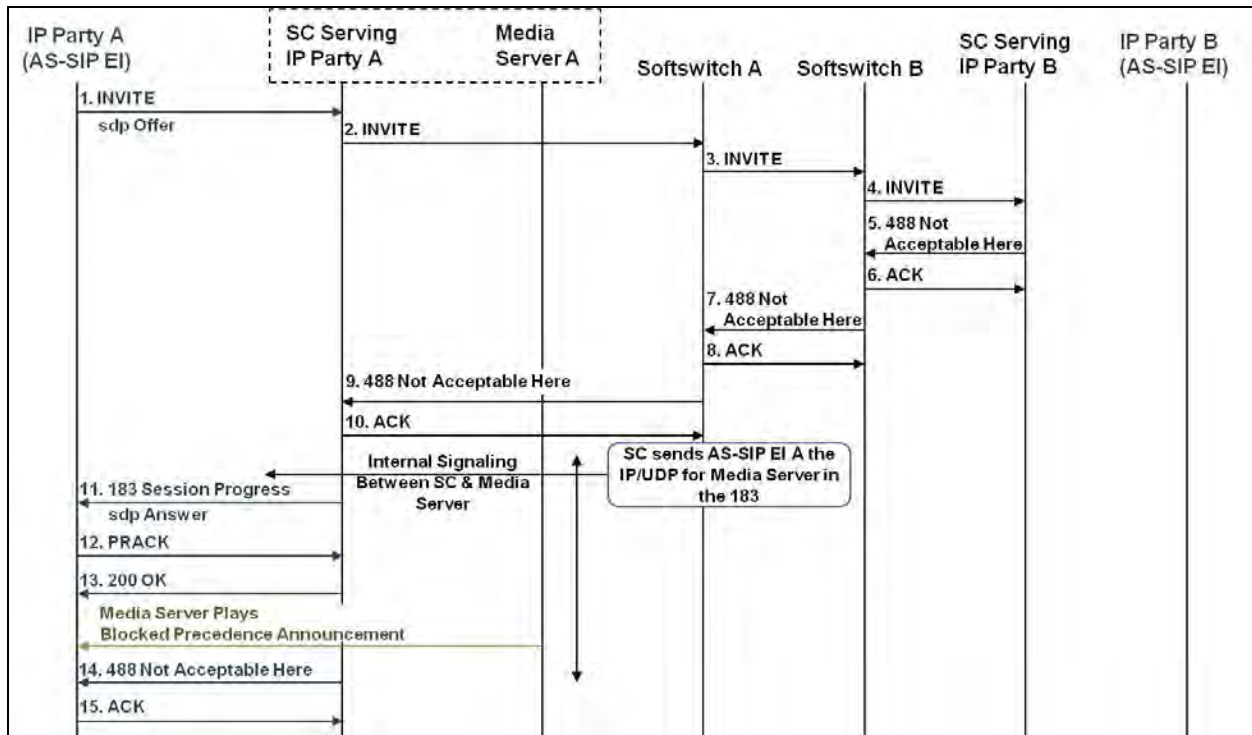 IP Party A
(AS-SIP EI)
SC Serving
IP Party A
Media
Server A
Softswitch A
Softswitch B
SC Serving
IP Party B
IP Party B
(AS-SIP EI)
1. INVITE
sdp Offer
2. INVITE
3. INVITE
4. INVITE
5. 488 Not
Acceptable Here
6. ACK
7. 488 Not
Acceptable Here
8. ACK
9. 488 Not Acceptable Here
10. ACK
Internal Signaling
Between SC & Media
Server
SC sends AS-SIP EI A the
IP/UDP for Media Server in
the 183
11. 183 Session Progress
sdp Answer
12. PRACK
13. 200 OK
Media Server Plays
Blocked Precedence Announcement
14. 488 Not Acceptable Here
15. ACK